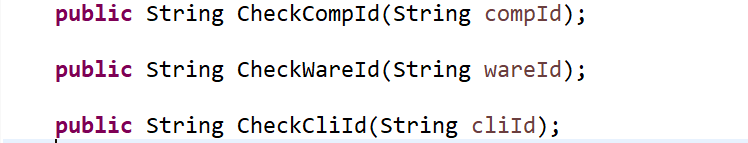 public String CheckCompId(String compId);
public String CheckWareId(String wareId);
public String CheckCliId(String cliId);